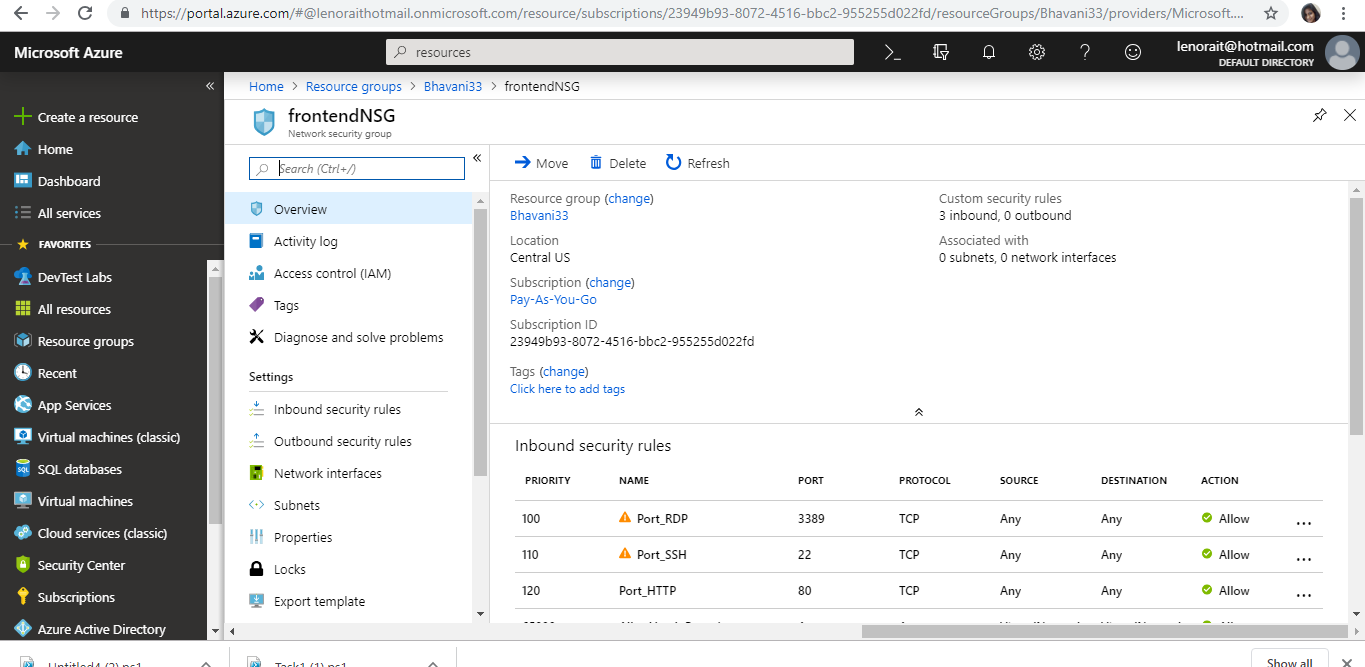 https://portal.azure.com/#@lenoraithotmail.onmicrosoft.com/resource/subscriptions/23949b93-8072-4516-bbc2-955255d022fd/resourceGroups/Bhavani33/providers/Microsoft....
Microsoft Azure
resources
lenorait@hotmail.com
DEFAULT DIRECTORY
Create a resource
Home
Dashboard
All services
FAVORITES
DevTest Labs
All resources
Resource groups
Recent
App Services
Virtual machines (classic)
SQL databases
Virtual machines
Cloud services (classic)
Security Center
Subscriptions
Azure Active Directory
Home > Resource groups > Bhavani33 > frontendNSG
frontendNSG
Network security group
Search (Ctrl+/)
Overview
Activity log
Access control (IAM)
Tags
Diagnose and solve problems
Settings
Inbound security rules
Outbound security rules
Network interfaces
Subnets
Properties
Locks
Export template
Move Delete Refresh
Resource group (change)
Bhavani33
Location
Central US
Subscription (change)
Pay-As-You-Go
Subscription ID
23949b93-8072-4516-bbc2-955255d022fd
Tags (change)
Click here to add tags
Custom security rules
3 inbound, 0 outbound
Associated with
0 subnets, 0 network interfaces
Inbound security rules
PRIORITY NAME PORT PROTOCOL SOURCE DESTINATION ACTION
100 Port_RDP 3389 TCP Any Any Allow ...
110 Port_SSH 22 TCP Any Any Allow ...
120 Port_HTTP 80 TCP Any Any Allow ...
Untitled4 (2).ps1
Task1 (1).ps1
Show all